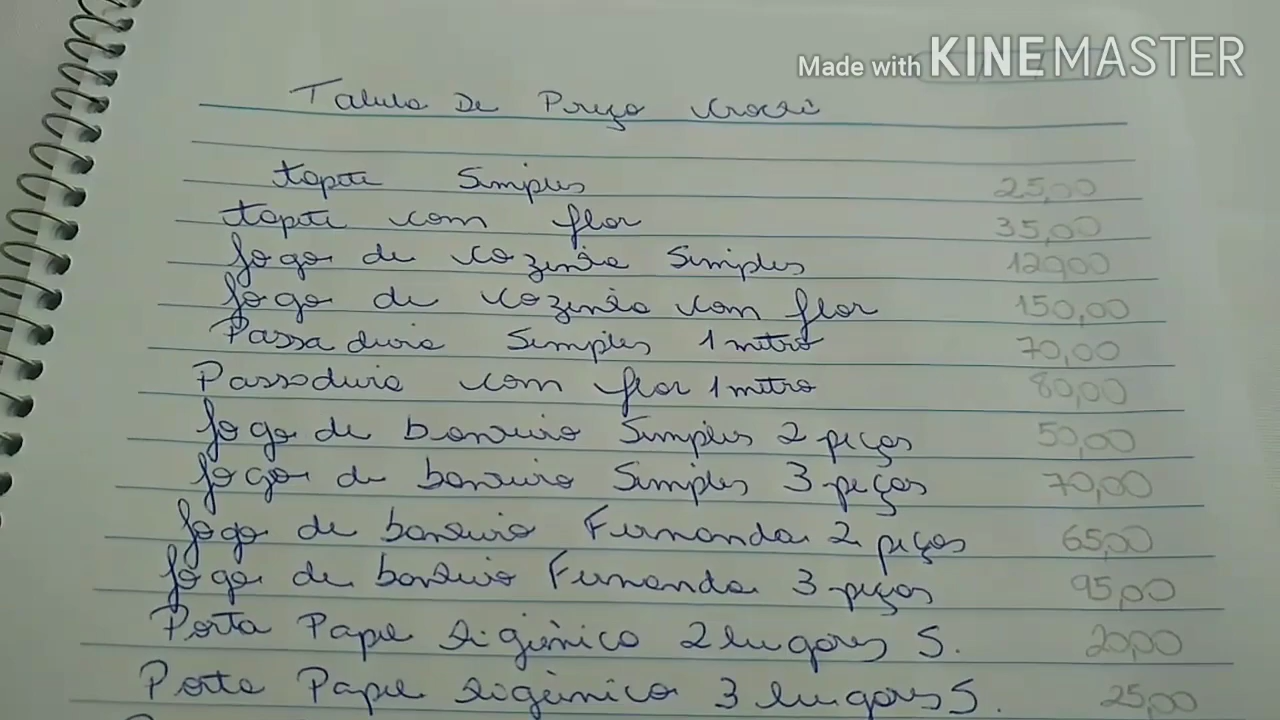 Made with KINEMASTER
Tabela De Preço Crochê
tapete Simples 25,00
tapete com flor 35,00
Jogo de cozinha Simples 12000
Jogo de cozinha com flor 150,00
Passadeira Simples 1 metro 70,00
Passadeira com flor 1 metro 80,00
Jogo de banheiro Simples 2 peças 50,00
Jogo de banheiro Simples 3 peças 70,00
Jogo de banheiro Fernanda 2 peças 65,00
Jogo de banheiro Fernanda 3 peças 95,00
Porta Papel Higiênico 2 lugares S. 20,00
Porta Papel Higiênico 3 lugares S. 25,00